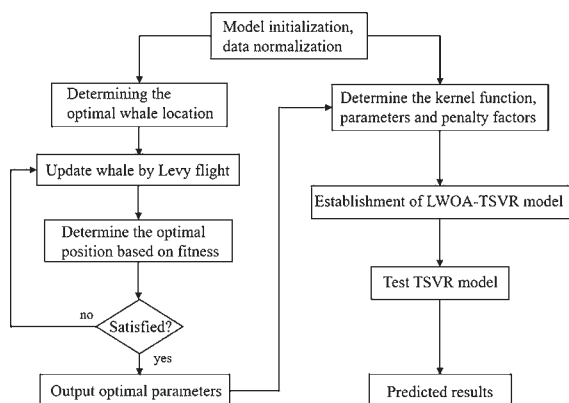 Model initialization,
data normalization
Determining the
optimal whale location
Determine the kernel function,
parameters and penalty factors
Update whale by Levy flight
Establishment of LWOA-TSVR model
Determine the optimal
position based on fitness
Test TSVR model
no
Satisfied?
yes
Output optimal parameters
Predicted results